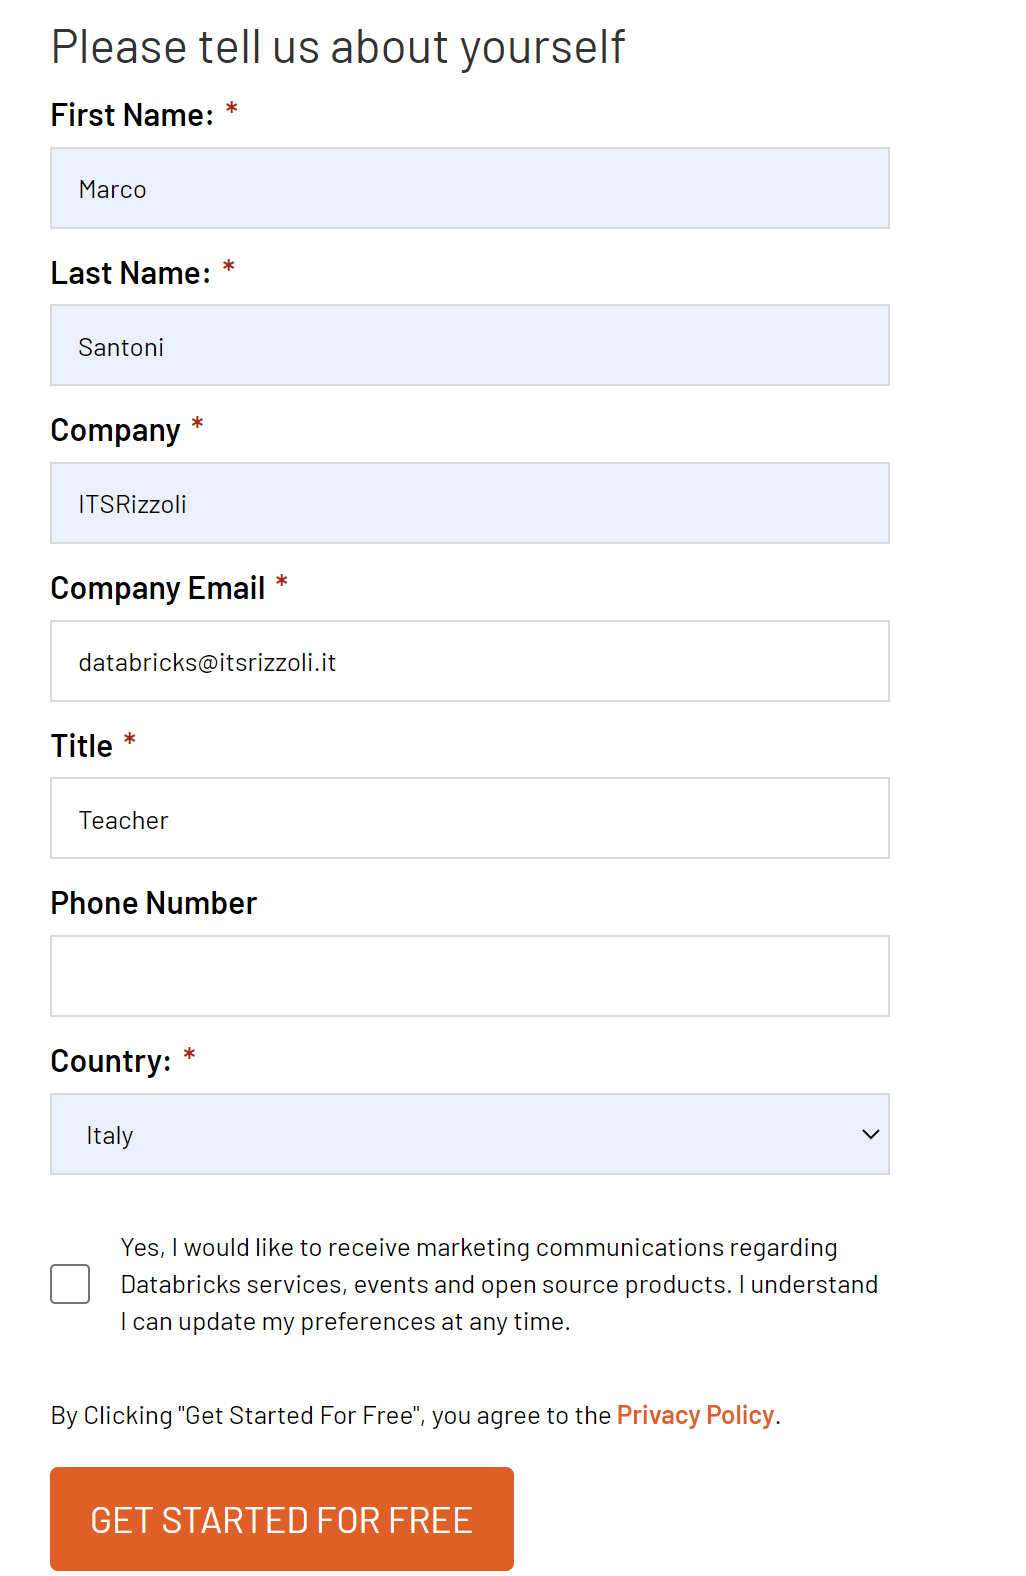 Please tell us about yourself
First Name: *
Marco
Last Name: *
Santoni
Company *
ITSRizzoli
Company Email *
databricks@itsrizzoli.it
Title *
Teacher
Phone Number
Country: *
Italy
Yes, I would like to receive marketing communications regarding
Databricks services, events and open source products. I understand
I can update my preferences at any time.
By Clicking "Get Started For Free", you agree to the Privacy Policy.
GET STARTED FOR FREE